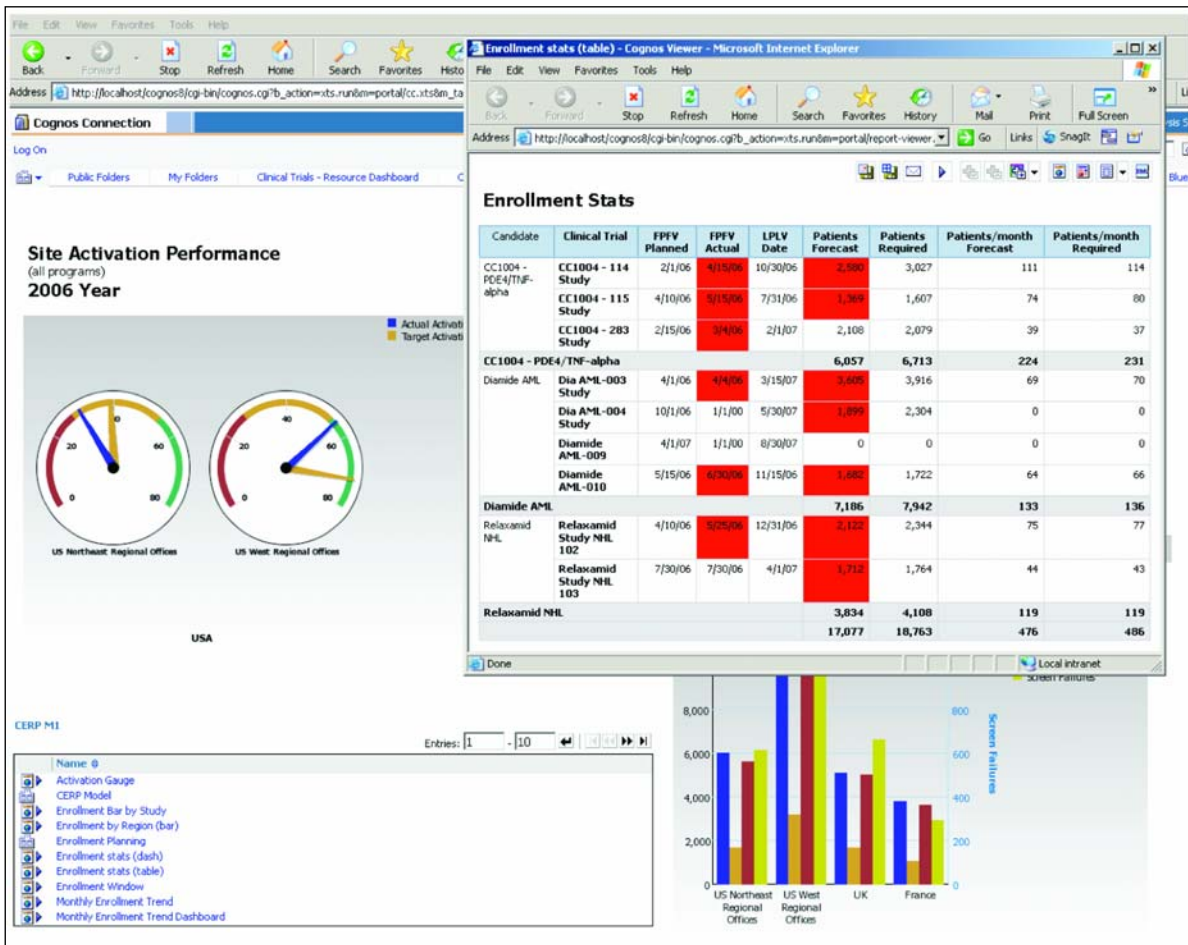 File Edit View Favorites Tools Help
Back Forward Stop Refresh Home Search Favorites
Address http://localhost/cognos8/cgi-bin/cognos.cgi?b_action=xts.run&m=portal/cc.xts&m_ta
Cognos Connection
Log On
Public Folders My Folders Clinical Trials - Resource Dashboard
Site Activation Performance
(all programs)
2006 Year
Actual Activati
Target Activati
0 20 40 60 80
0 20 40 60 80
US Northeast Regional Offices US West Regional Offices
USA
Enrollment stats (table) - Cognos Viewer - Microsoft Internet Explorer
File Edit View Favorites Tools Help
Back Forward Stop Refresh Home Search Favorites History Mail Print Full Screen
Address http://localhost/cognos8/cgi-bin/cognos.cgi?b_action=xts.run&m=portal/report-viewer. Go Links SnagIt
Blue
Enrollment Stats
Candidate Clinical Trial FPFV Planned FPFV Actual LPLV Date Patients Forecast Patients Required Patients/month Forecast Patients/month Required
CC1004 - PDE4/TNF-alpha CC1004 - 114 Study 2/1/06 4/15/06 10/30/06 2,580 3,027 111 114
CC1004 - 115 Study 4/10/06 5/15/06 7/31/06 1,369 1,607 74 80
CC1004 - 283 Study 2/15/06 3/4/06 2/1/07 2,108 2,079 39 37
CC1004 - PDE4/TNF-alpha 6,057 6,713 224 231
Diamide AML Dia AML-003 Study 4/1/06 4/4/06 3/15/07 3,605 3,916 69 70
Dia AML-004 Study 10/1/06 1/1/00 5/30/07 1,899 2,304 0 0
Diamide AML-009 4/1/07 1/1/00 8/30/07 0 0 0 0
Diamide AML-010 5/15/06 6/30/06 11/15/06 1,682 1,722 64 66
Diamide AML 7,186 7,942 133 136
Relaxamid NHL Relaxamid Study NHL 102 4/10/06 5/25/06 12/31/06 2,122 2,344 75 77
Relaxamid Study NHL 103 7/30/06 7/30/06 4/1/07 1,712 1,764 44 43
Relaxamid NHL 3,834 4,108 119 119
17,077 18,763 476 486
Done Local intranet
Screen Failures
CERP M1
Entries: 1 - 10
Name
Activation Gauge
CERP Model
Enrollment Bar by Study
Enrollment by Region (bar)
Enrollment Planning
Enrollment stats (dash)
Enrollment stats (table)
Enrollment Window
Monthly Enrollment Trend
Monthly Enrollment Trend Dashboard
8,000 800
6,000 600
4,000 400
2,000 200
0 0
Screen Failures
US Northeast Regional Offices US West Regional Offices UK France